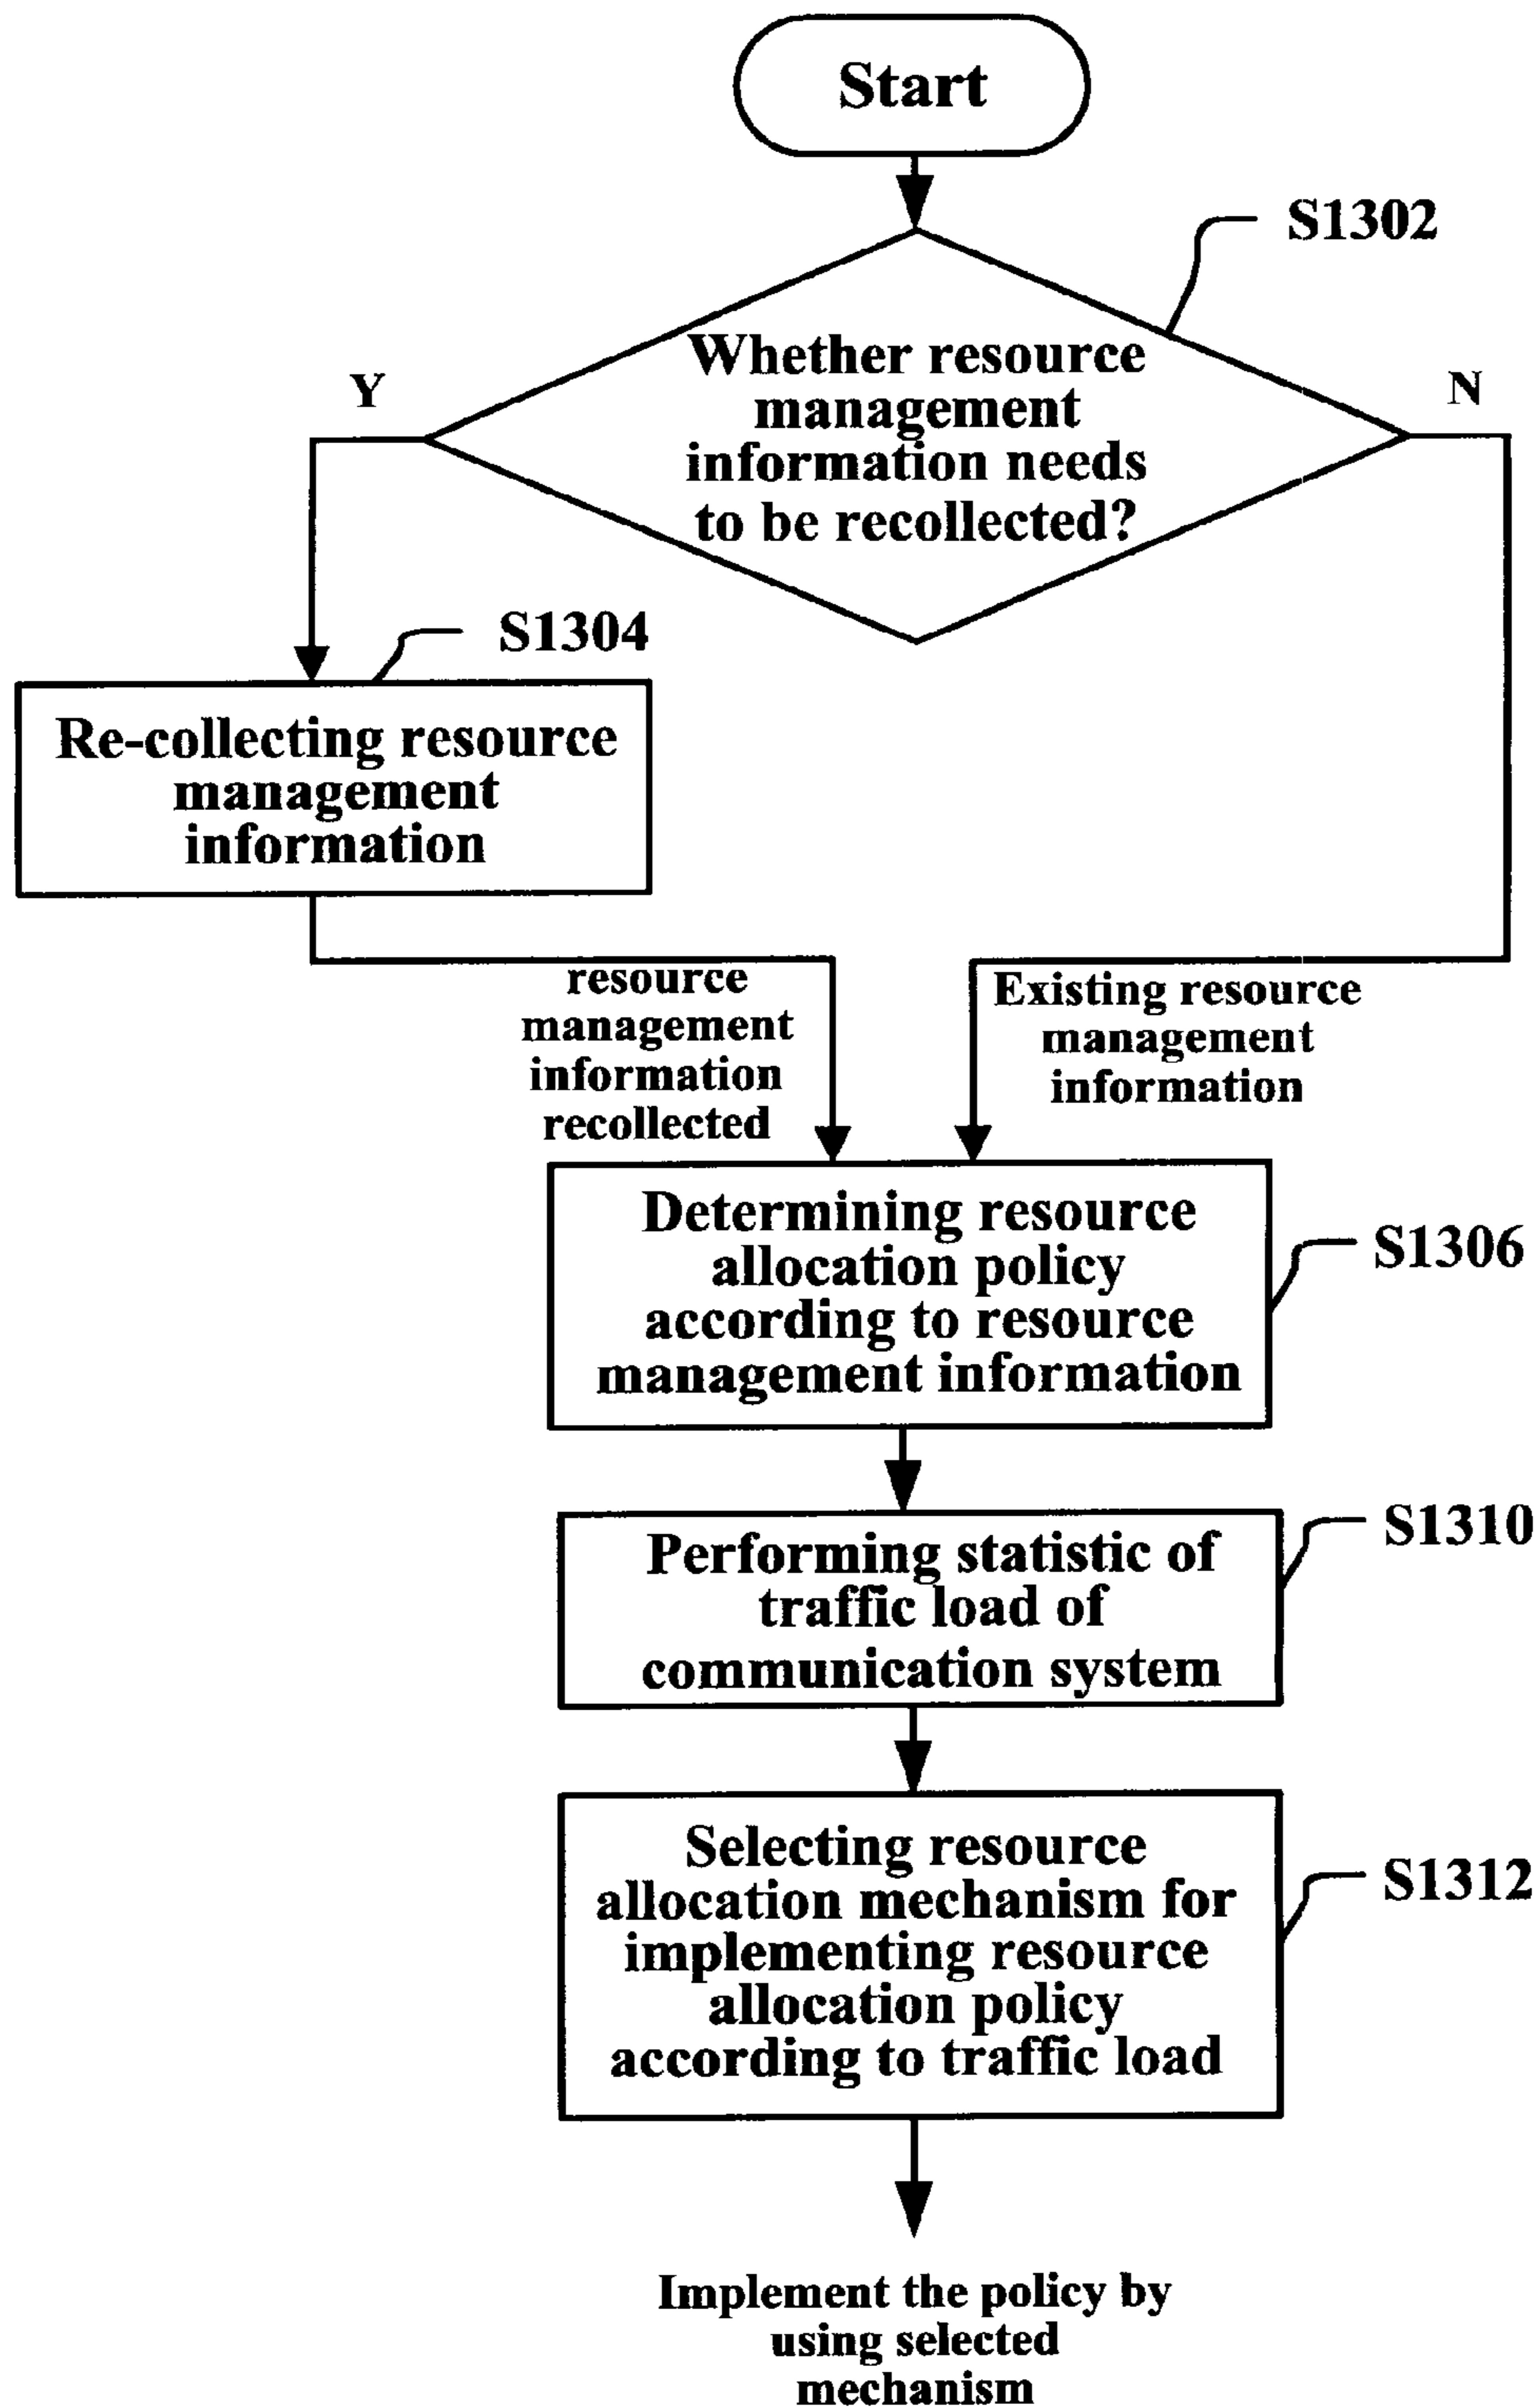 Start
S1302
Whether resource
management
information needs
to be recollected?
Y
N
S1304
Re-collecting resource
management
information
resource
management
information
recollected
Existing resource
management
information
Determining resource
allocation policy
according to resource
management information
S1306
Performing statistic of
traffic load of
communication system
S1310
Selecting resource
allocation mechanism for
implementing resource
allocation policy
according to traffic load
S1312
Implement the policy by
using selected
mechanism